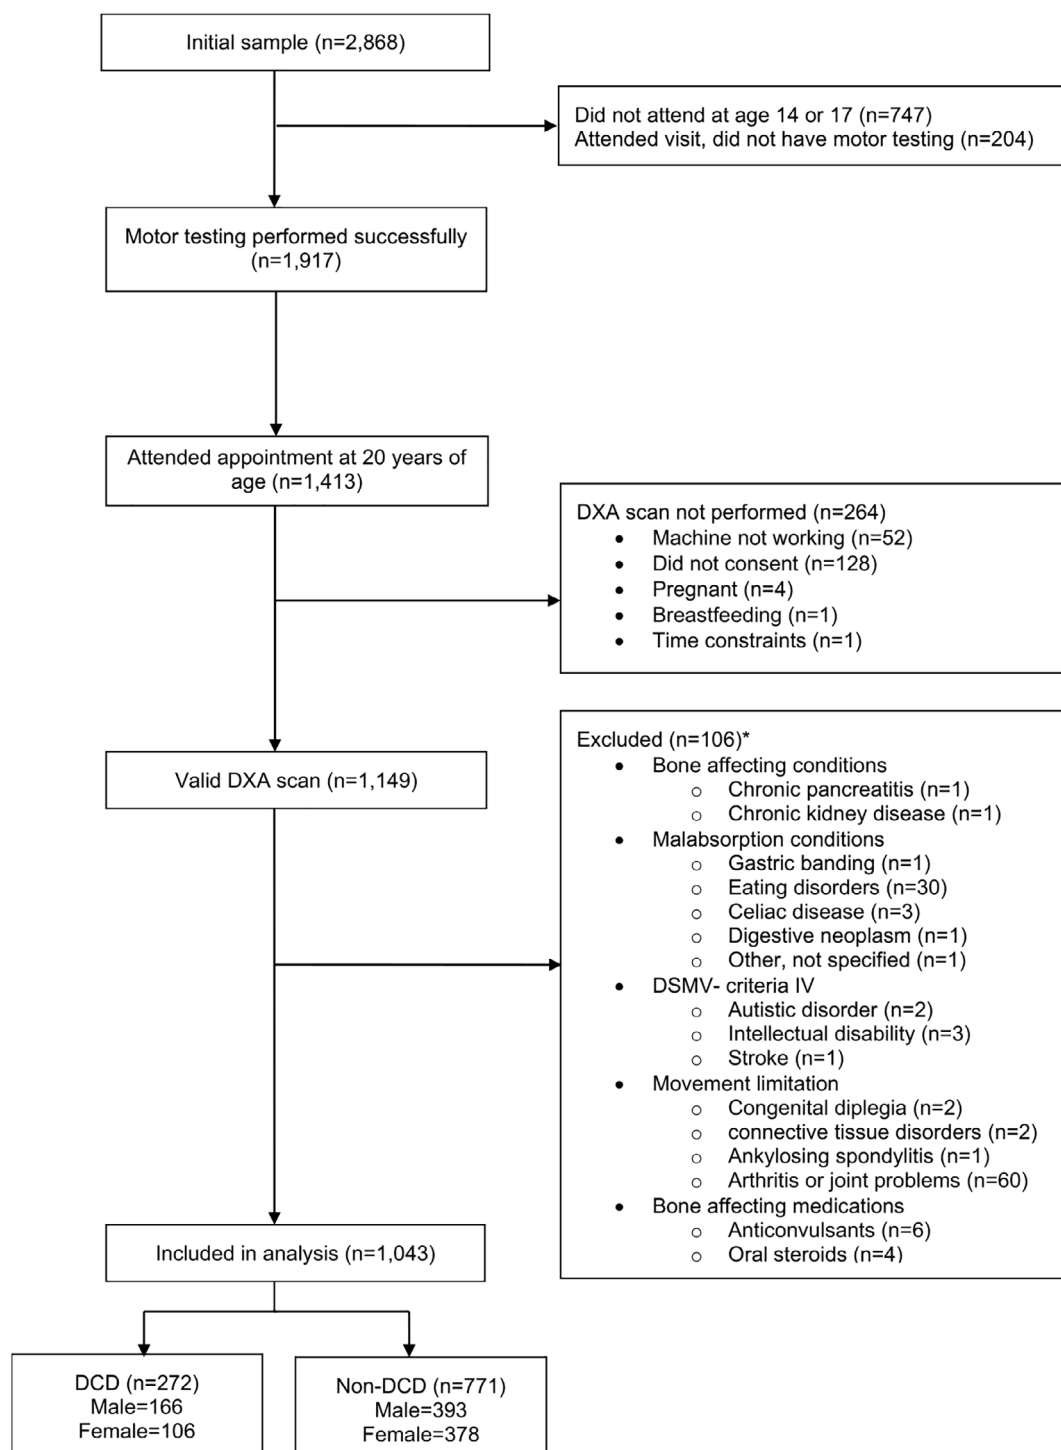 Initial sample (n=2,868)
Did not attend at age 14 or 17 (n=747)
Attended visit, did not have motor testing (n=204)
Motor testing performed successfully
(n=1,917)
Attended appointment at 20 years of
age (n=1,413)
DXA scan not performed (n=264)
• Machine not working (n=52)
• Did not consent (n=128)
• Pregnant (n=4)
• Breastfeeding (n=1)
• Time constraints (n=1)
Valid DXA scan (n=1,149)
Excluded (n=106)*
• Bone affecting conditions
o Chronic pancreatitis (n=1)
o Chronic kidney disease (n=1)
• Malabsorption conditions
o Gastric banding (n=1)
o Eating disorders (n=30)
o Celiac disease (n=3)
o Digestive neoplasm (n=1)
o Other, not specified (n=1)
• DSMV- criteria IV
o Autistic disorder (n=2)
o Intellectual disability (n=3)
o Stroke (n=1)
• Movement limitation
o Congenital diplegia (n=2)
o connective tissue disorders (n=2)
o Ankylosing spondylitis (n=1)
o Arthritis or joint problems (n=60)
• Bone affecting medications
o Anticonvulsants (n=6)
o Oral steroids (n=4)
Included in analysis (n=1,043)
DCD (n=272)
Male=166
Female=106
Non-DCD (n=771)
Male=393
Female=378